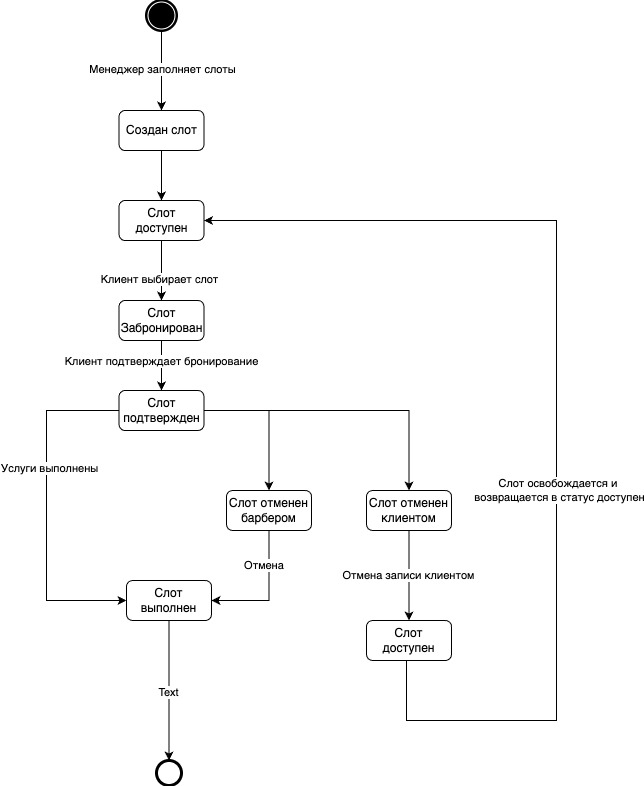 Менеджер заполняет слоты
Создан слот
Слот
доступен
Клиент выбирает слот
Слот
Забронирован
Клиент подтверждает бронирование
Слот
подтвержден
Услуги выполнены
Слот отменен
барбером
Слот отменен
клиентом
Слот освобождается и
возвращается в статус доступен
Отмена
Отмена записи клиентом
Слот
выполнен
Слот
доступен
Text